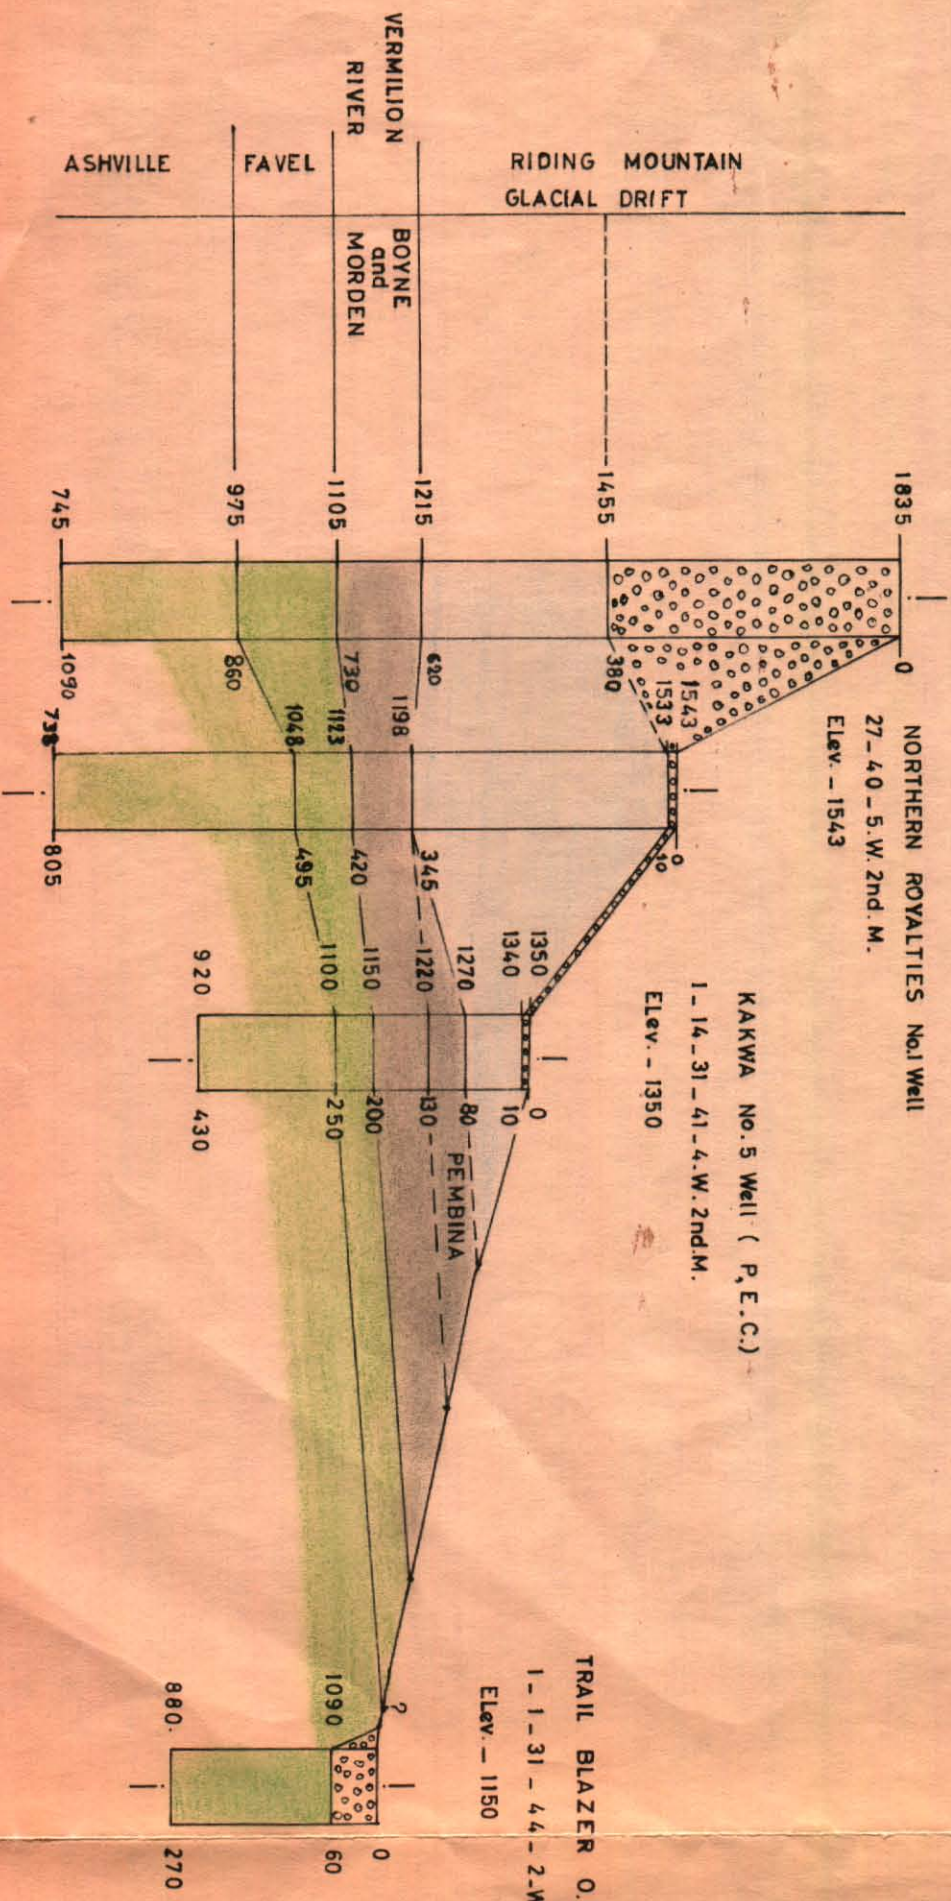 NORTHERN ROYALTIES No.1 Well
27-40-5.W. 2nd. M.
ELev. - 1543
KAKWA No. 5 Well ( P.E.C.)
1-14-31-41-4.W. 2nd.M.
ELev. - 1350
TRAIL BLAZER O.
1-1-31-44-2-W
ELev. - 1150
RIDING MOUNTAIN
GLACIAL DRIFT
VERMILION
RIVER
BOYNE
and
MORDEN
FAVEL
ASHVILLE
PEMBINA
1835
1455
1215
1105
975
745
0
380
620
730
860
1090
1543
1533
1198
1123
1048
0
10
345
420
495
805
1350
1340
1270
1220
1150
1100
920
0
10
80
130
200
250
430
?
1090
880.
0
60
270